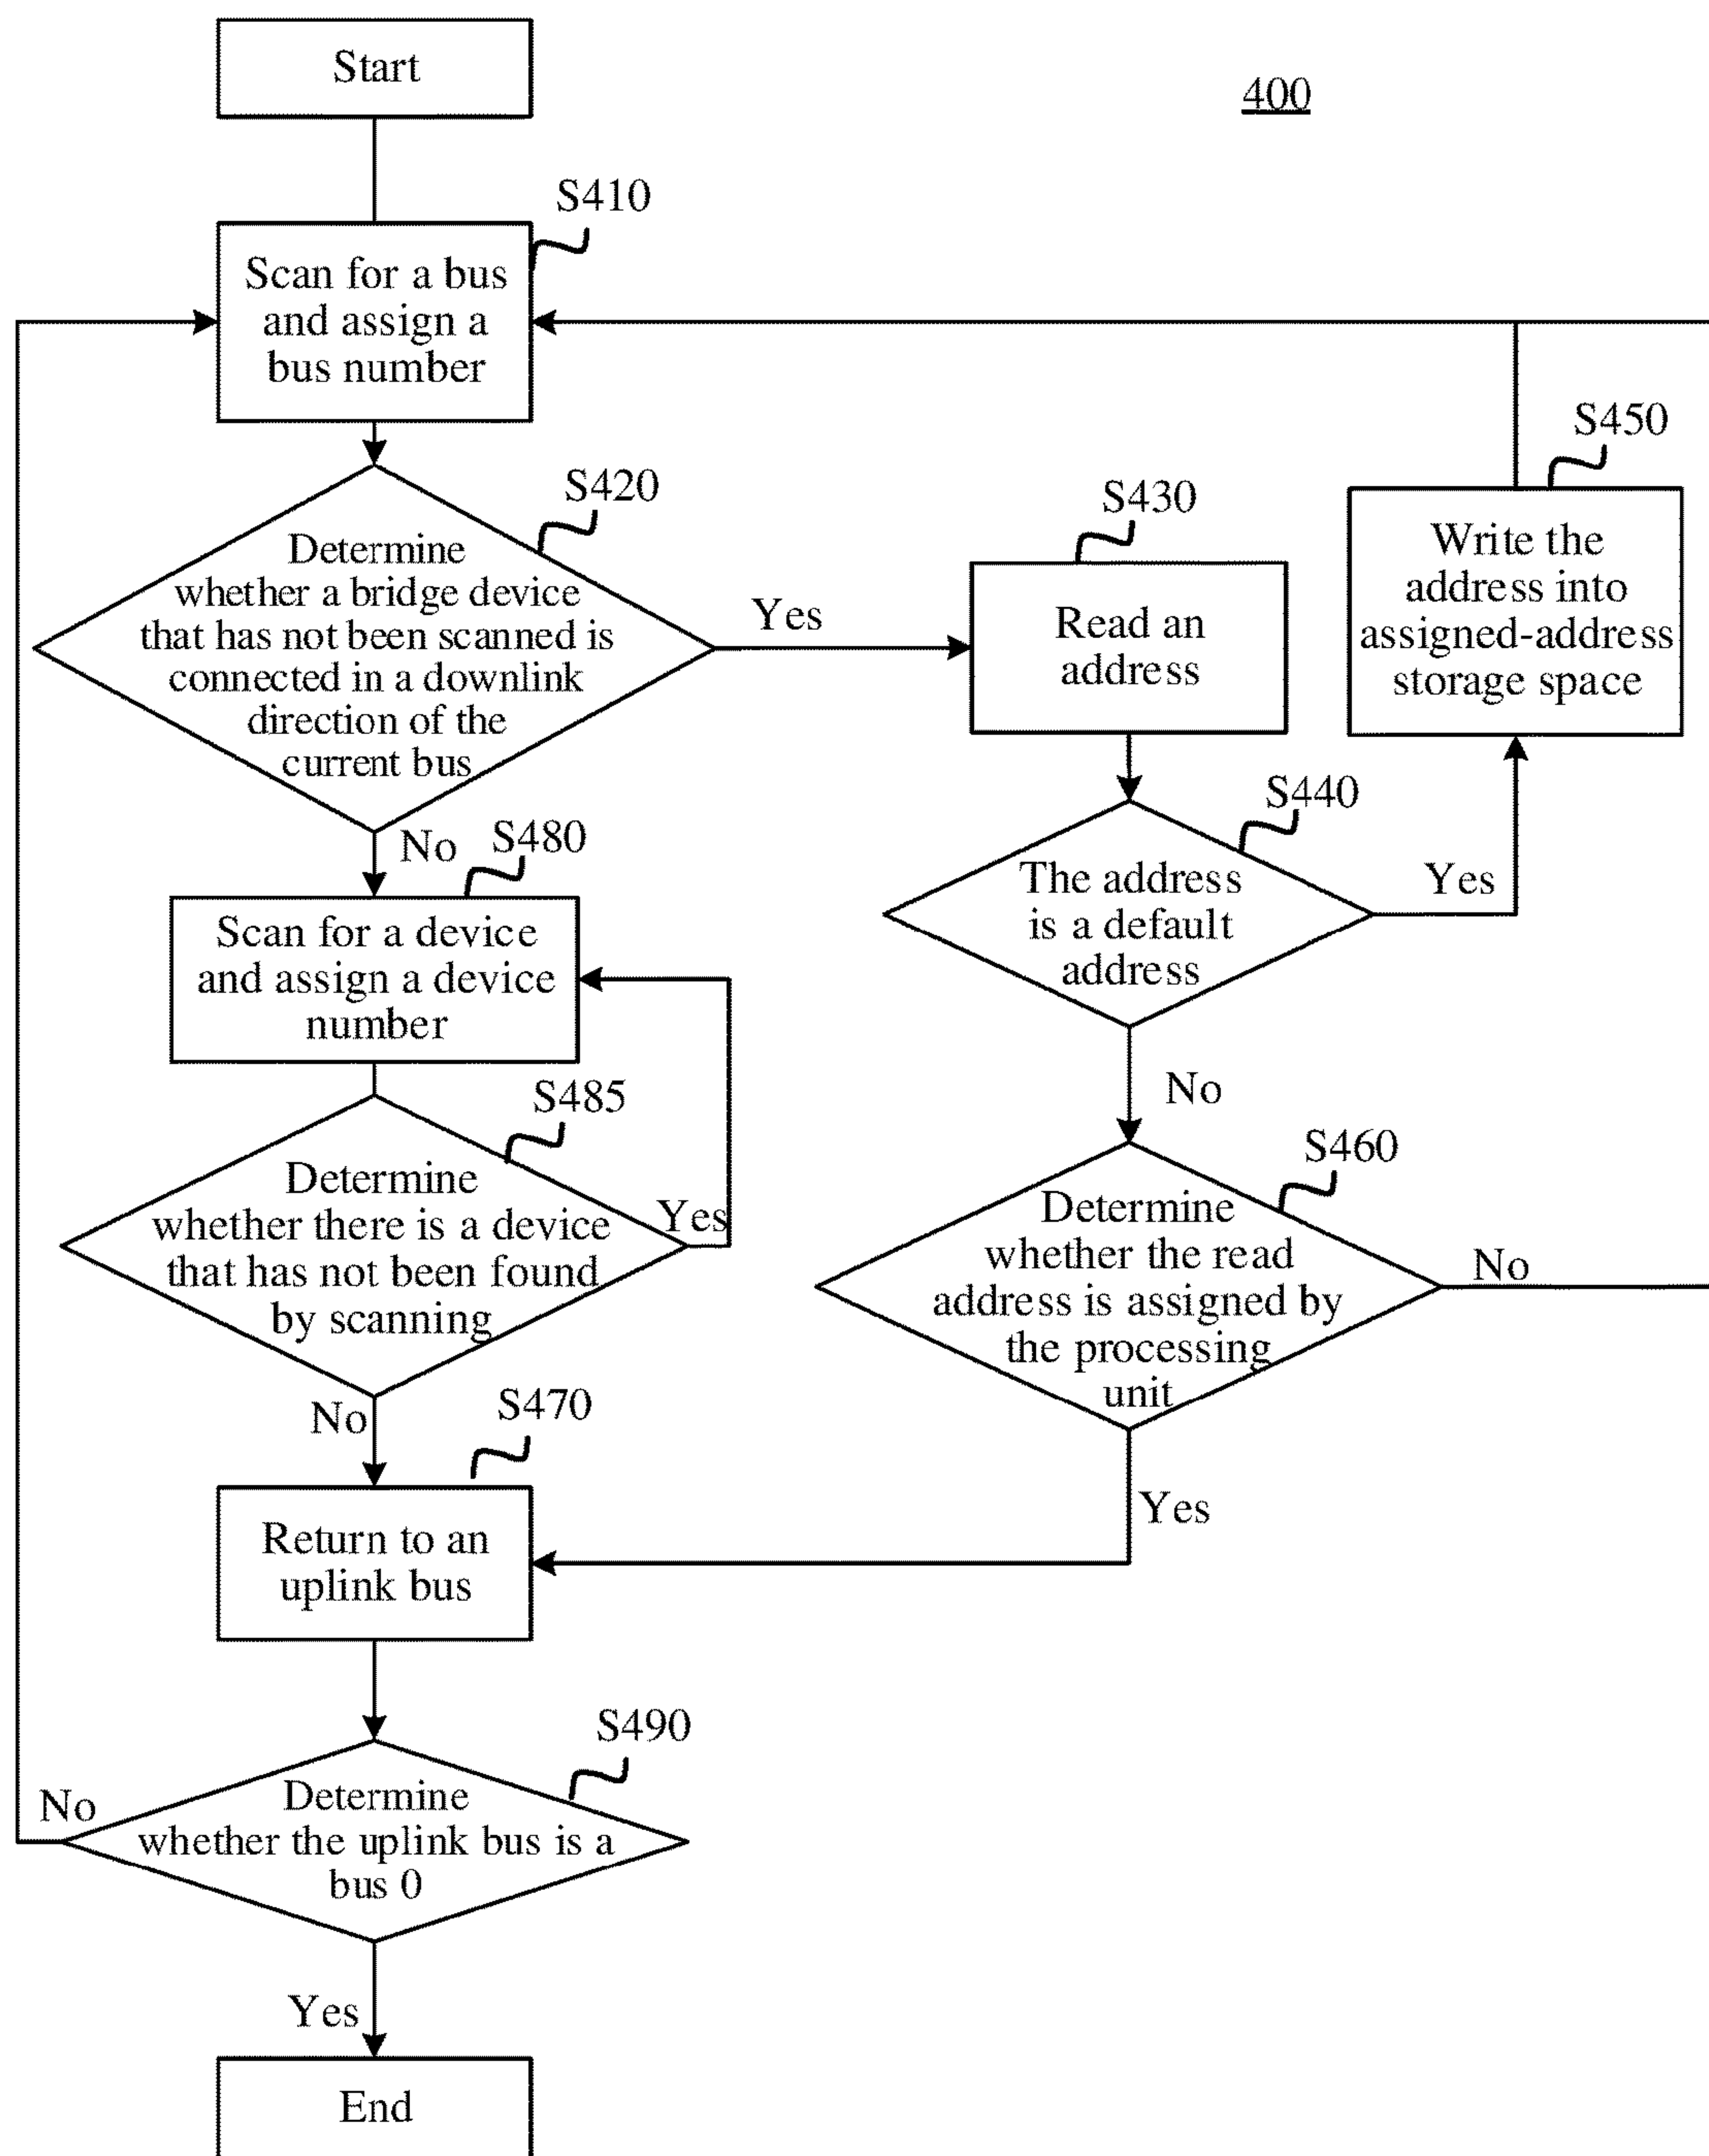 Start
400
S410
Scan for a bus
and assign a
bus number
S420
Determine
whether a bridge device
that has not been scanned is
connected in a downlink
direction of the
current bus
Yes
No
S430
Read an
address
S450
Write the
address into
assigned-address
storage space
S440
The address
is a default
address
Yes
No
S480
Scan for a device
and assign a device
number
S485
Determine
whether there is a device
that has not been found
by scanning
Yes
No
S460
Determine
whether the read
address is assigned by
the processing
unit
No
Yes
S470
Return to an
uplink bus
S490
Determine
whether the uplink bus is a
bus 0
No
Yes
End